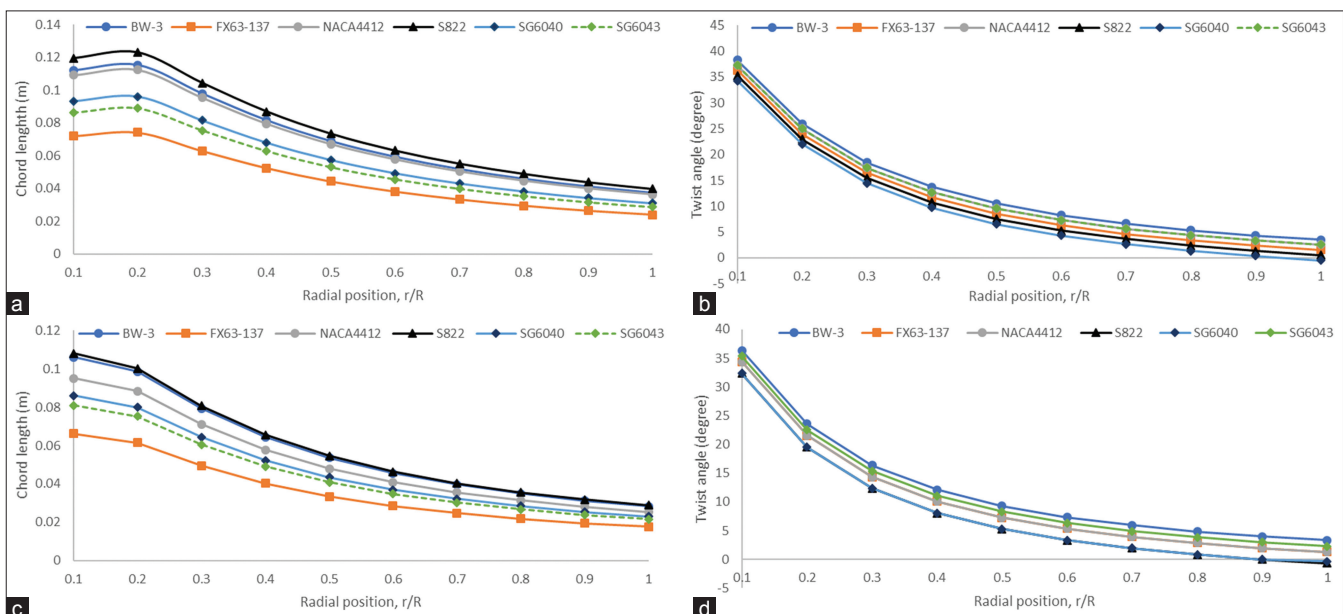 BW-3 FX63-137 NACA4412 S822 SG6040 SG6043
Chord lenghth (m)
0.14
0.12
0.1
0.08
0.06
0.04
0.02
0
0.1 0.2 0.3 0.4 0.5 0.6 0.7 0.8 0.9 1
Radial position, r/R
a
BW-3 FX63-137 NACA4412 S822 SG6040 SG6043
Twist angle (degree)
45
40
35
30
25
20
15
10
5
0
-5
0.1 0.2 0.3 0.4 0.5 0.6 0.7 0.8 0.9 1
Radial position, r/R
b
BW-3 FX63-137 NACA4412 S822 SG6040 SG6043
Chord length (m)
0.12
0.1
0.08
0.06
0.04
0.02
0
0.1 0.2 0.3 0.4 0.5 0.6 0.7 0.8 0.9 1
Radial position, r/R
c
BW-3 FX63-137 NACA4412 S822 SG6040 SG6043
Twist angle (degree)
40
35
30
25
20
15
10
5
0
-5
0.1 0.2 0.3 0.4 0.5 0.6 0.7 0.8 0.9 1
Radial position, r/R
d